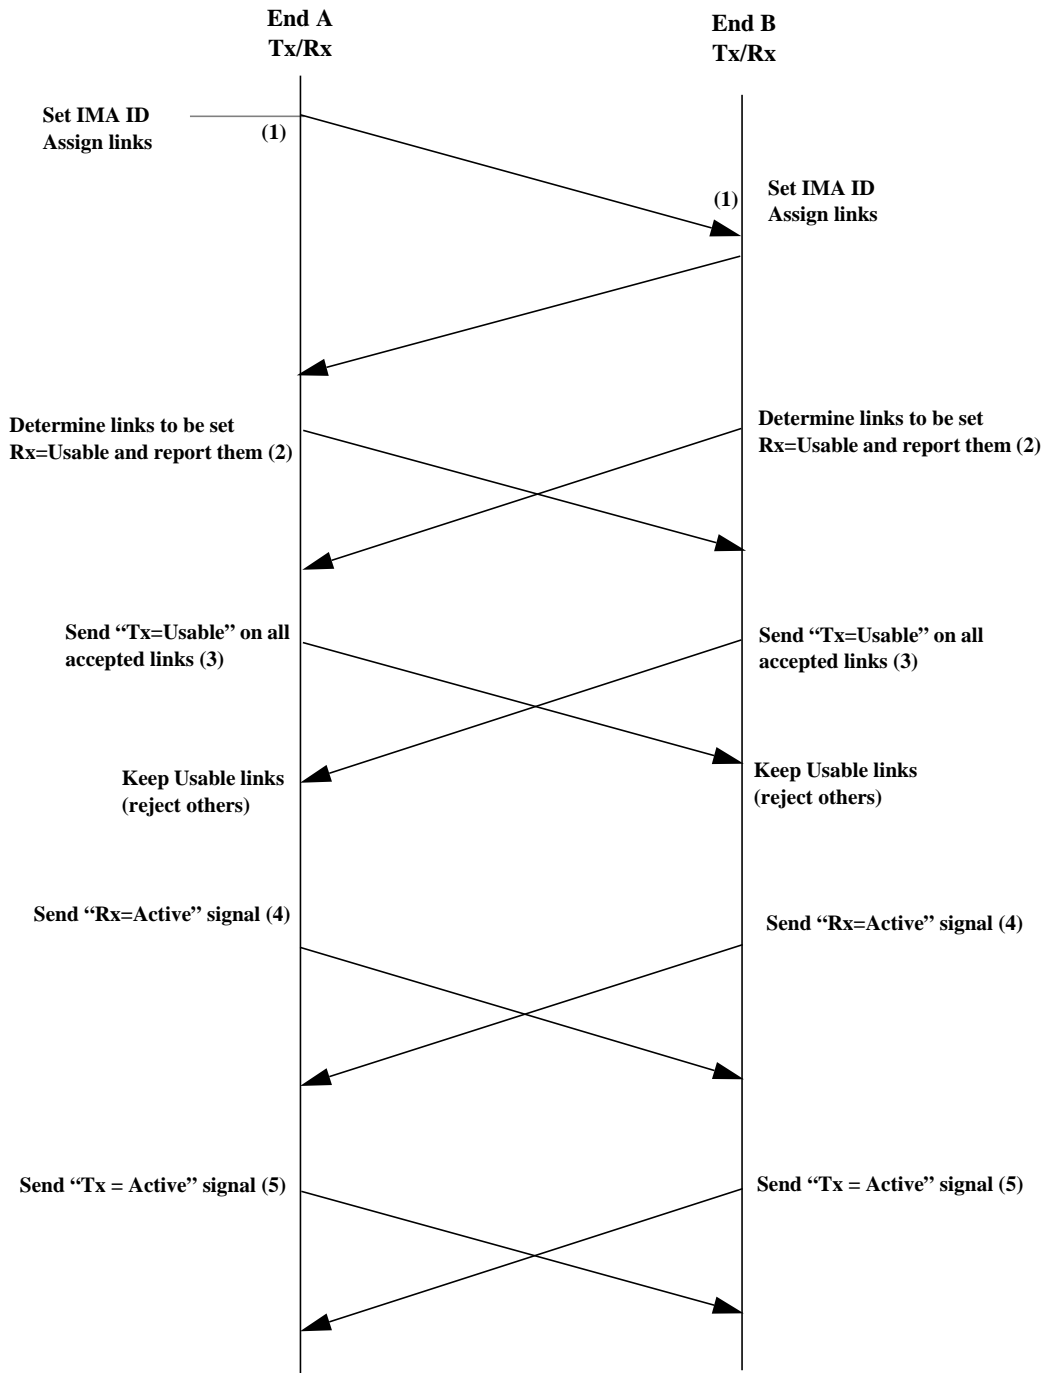 End A
Tx/Rx
End B
Tx/Rx
Set IMA ID
Assign links
(1)
(1)
Set IMA ID
Assign links
Determine links to be set
Rx=Usable and report them (2)
Determine links to be set
Rx=Usable and report them (2)
Send “Tx=Usable” on all
accepted links (3)
Send “Tx=Usable” on all
accepted links (3)
Keep Usable links
(reject others)
Keep Usable links
(reject others)
Send “Rx=Active” signal (4)
Send “Rx=Active” signal (4)
Send “Tx = Active” signal (5)
Send “Tx = Active” signal (5)